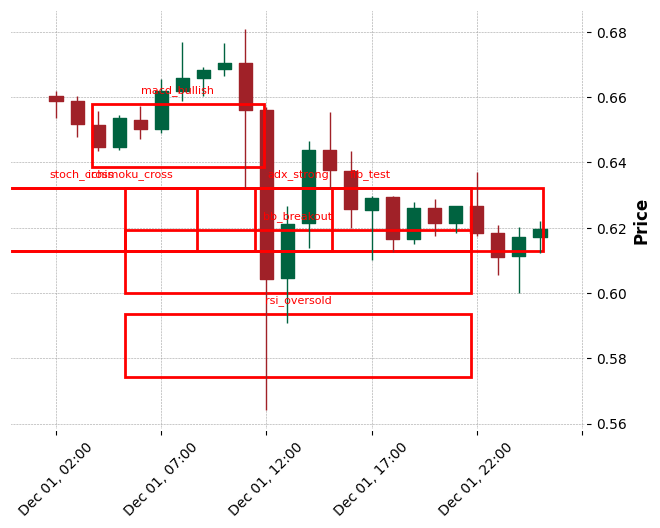 0.68
macd_bullish
0.66
0.64
stoch_cross
ichimoku_cross
adx_strong
fib_test
bb_breakout
0.62
Price
0.60
rsi_oversold
0.58
0.56
Dec 01, 02:00
Dec 01, 07:00
Dec 01, 12:00
Dec 01, 17:00
Dec 01, 22:00